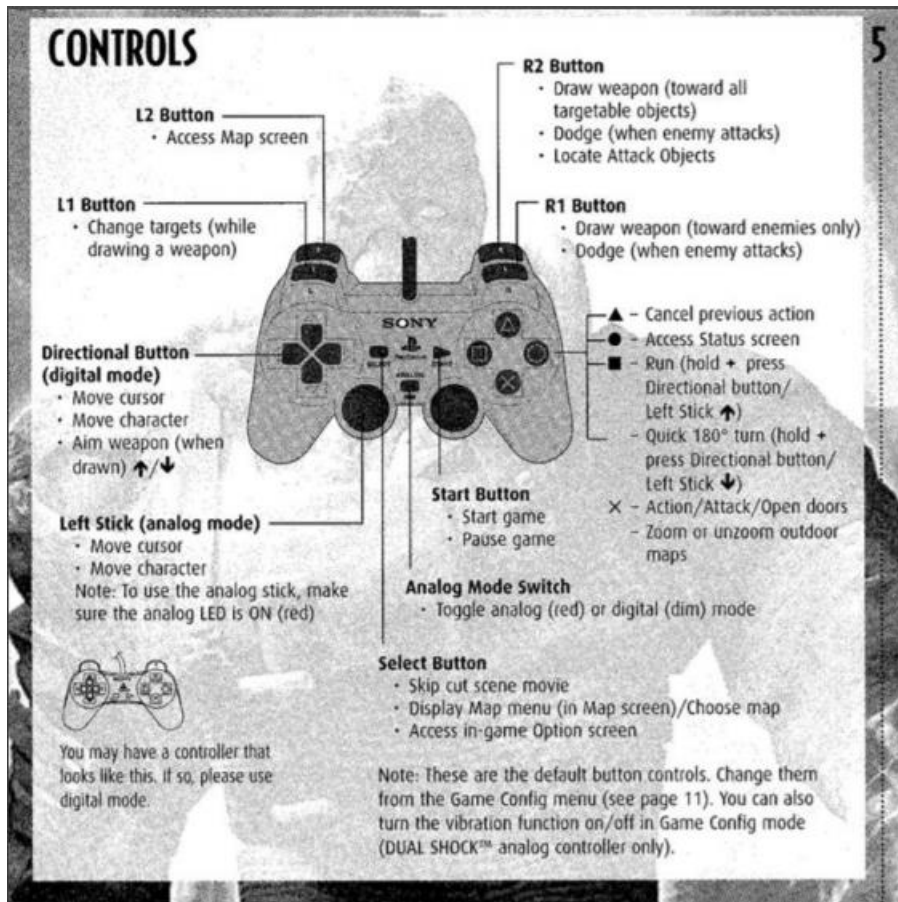 CONTROLS
5
R2 Button
· Draw weapon (toward all
targetable objects)
· Dodge (when enemy attacks)
· Locate Attack Objects
L2 Button
· Access Map screen
L1 Button
· Change targets (while
drawing a weapon)
R1 Button
· Draw weapon (toward enemies only)
· Dodge (when enemy attacks)
SONY
SELECT
START
ANALOG
L
R
▲ – Cancel previous action
● – Access Status screen
■ – Run (hold + press
Directional button/
Left Stick ↑)
– Quick 180° turn (hold +
press Directional button/
Left Stick ↓)
× – Action/Attack/Open doors
– Zoom or unzoom outdoor
maps
Directional Button
(digital mode)
· Move cursor
· Move character
· Aim weapon (when
drawn) ↑/↓
Left Stick (analog mode)
· Move cursor
· Move character
Note: To use the analog stick, make
sure the analog LED is ON (red)
Start Button
· Start game
· Pause game
Analog Mode Switch
· Toggle analog (red) or digital (dim) mode
Select Button
· Skip cut scene movie
· Display Map menu (in Map screen)/Choose map
· Access in-game Option screen
You may have a controller that
looks like this. If so, please use
digital mode.
Note: These are the default button controls. Change them
from the Game Config menu (see page 11). You can also
turn the vibration function on/off in Game Config mode
(DUAL SHOCK™ analog controller only).